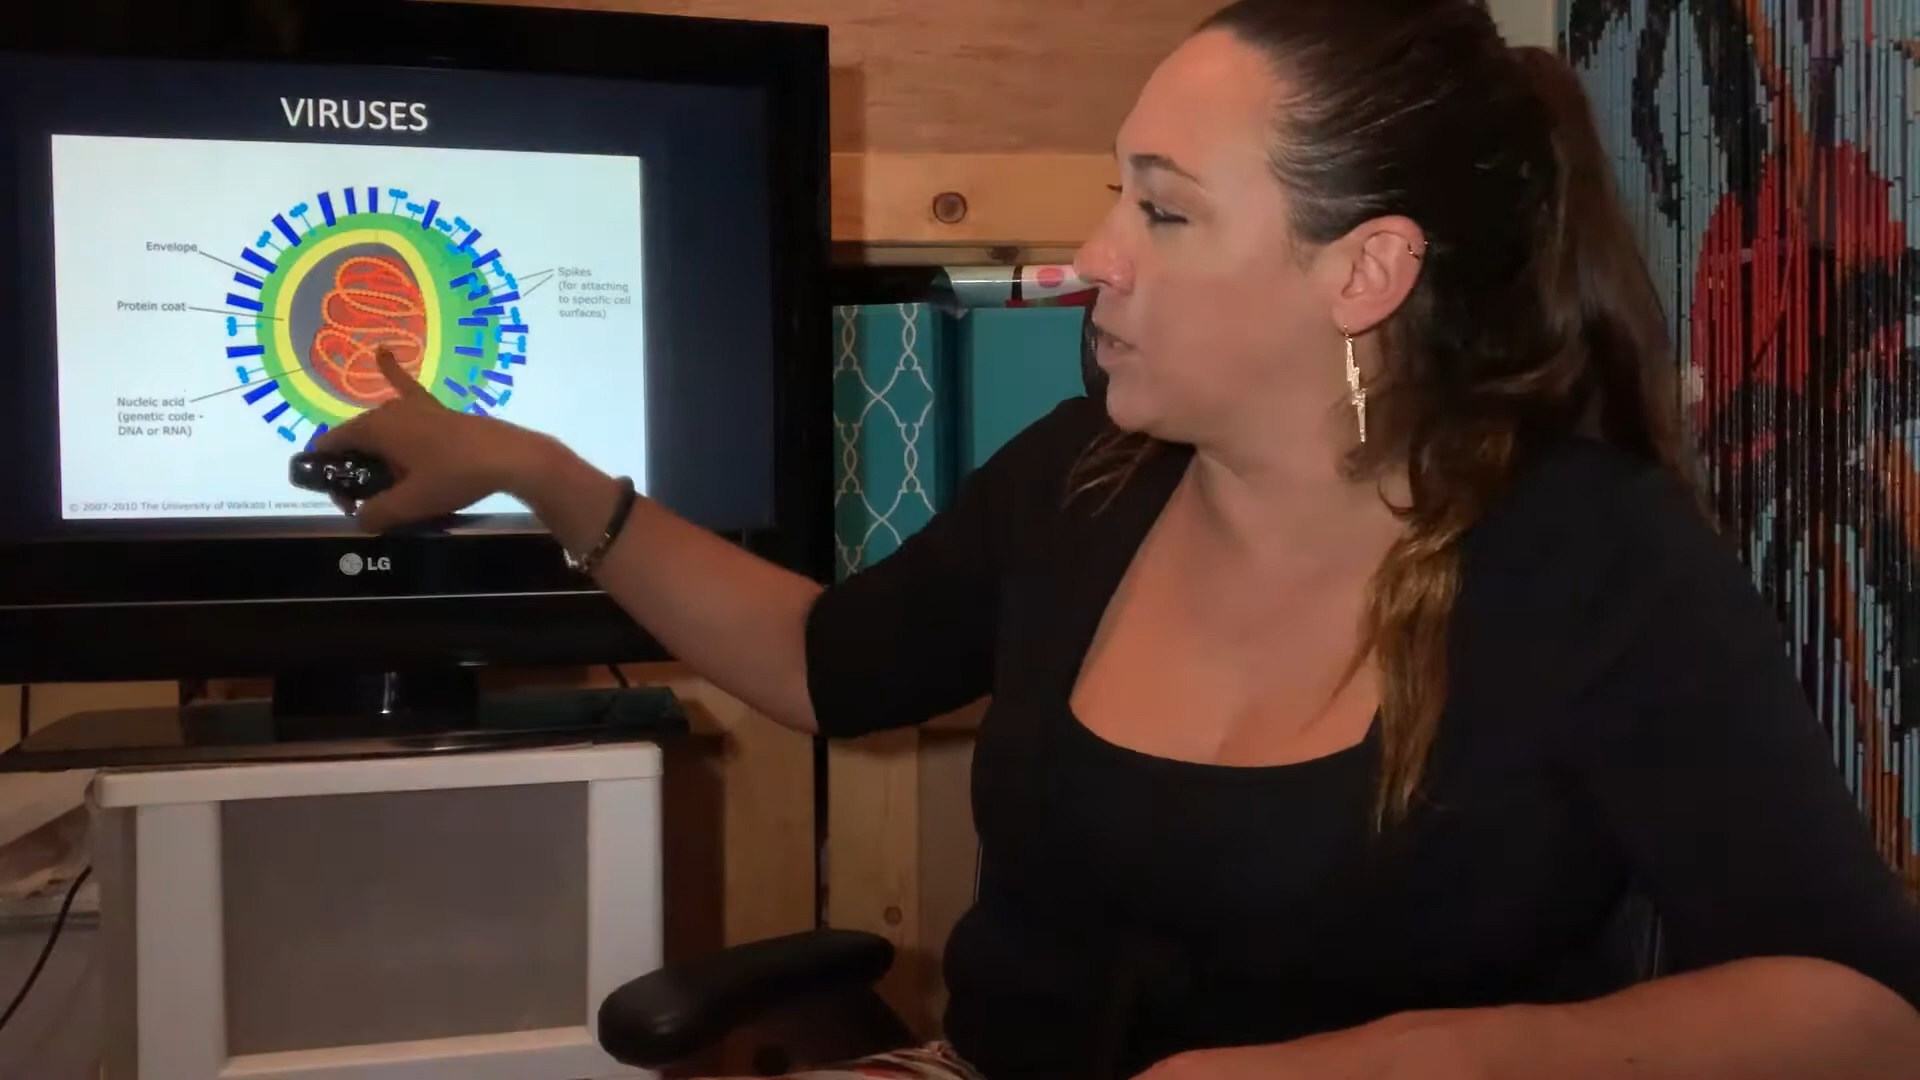 VIRUSES
Envelope
Protein coat
Nucleic acid
(genetic code -
DNA or RNA)
Spikes
(for attaching
to specific cell
surfaces)
© 2007-2010 The University of Waikato | www.scien
LG